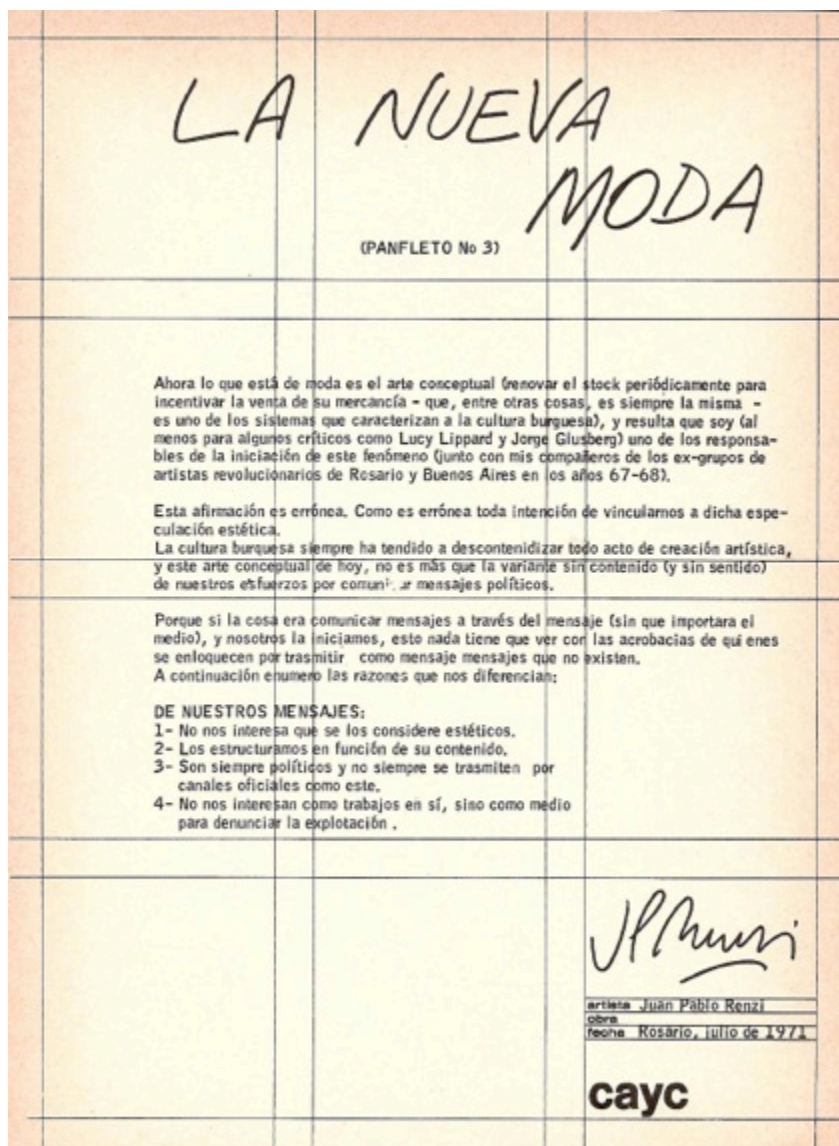 LA NUEVA
MODA
(PANFLETO No 3)
Ahora lo que está de moda es el arte conceptual (renovar el stock periódicamente para
incentivar la venta de su mercancía - que, entre otras cosas, es siempre la misma -
es uno de los sistemas que caracterizan a la cultura burguesa), y resulta que soy (al
menos para algunos críticos como Lucy Lippard y Jorge Glusberg) uno de los responsa-
bles de la iniciación de este fenómeno (junto con mis compañeros de los ex-grupos de
artistas revolucionarios de Rosario y Buenos Aires en los años 67-68).
Esta afirmación es errónea. Como es errónea toda intención de vincularnos a dicha espe-
culación estética.
La cultura burguesa siempre ha tendido a descontenidizar todo acto de creación artística,
y este arte conceptual de hoy, no es más que la variante sin contenido (y sin sentido)
de nuestros esfuerzos por mensajes políticos.
Porque si la cosa era comunicar mensajes a través del mensaje (sin que importara el
medio), y nosotros la iniciamos, esto nada tiene que ver con las acrobacias de qui enes
se enloquecen por trasmitir como mensaje mensajes que no existen.
A continuación enumero las razones que nos diferencian:
DE NUESTROS MENSAJES:
1- No nos interesa que se los considere estéticos.
2- Los estructuramos en función de su contenido.
3- Son siempre políticos y no siempre se trasmiten por
canales oficiales como este.
4- No nos interesan como trabajos en sí, sino como medio
para denunciar la explotación .
JPRenzi
artista Juan Pablo Renzi
obra
fecha Rosario, julio de 1971
cayc